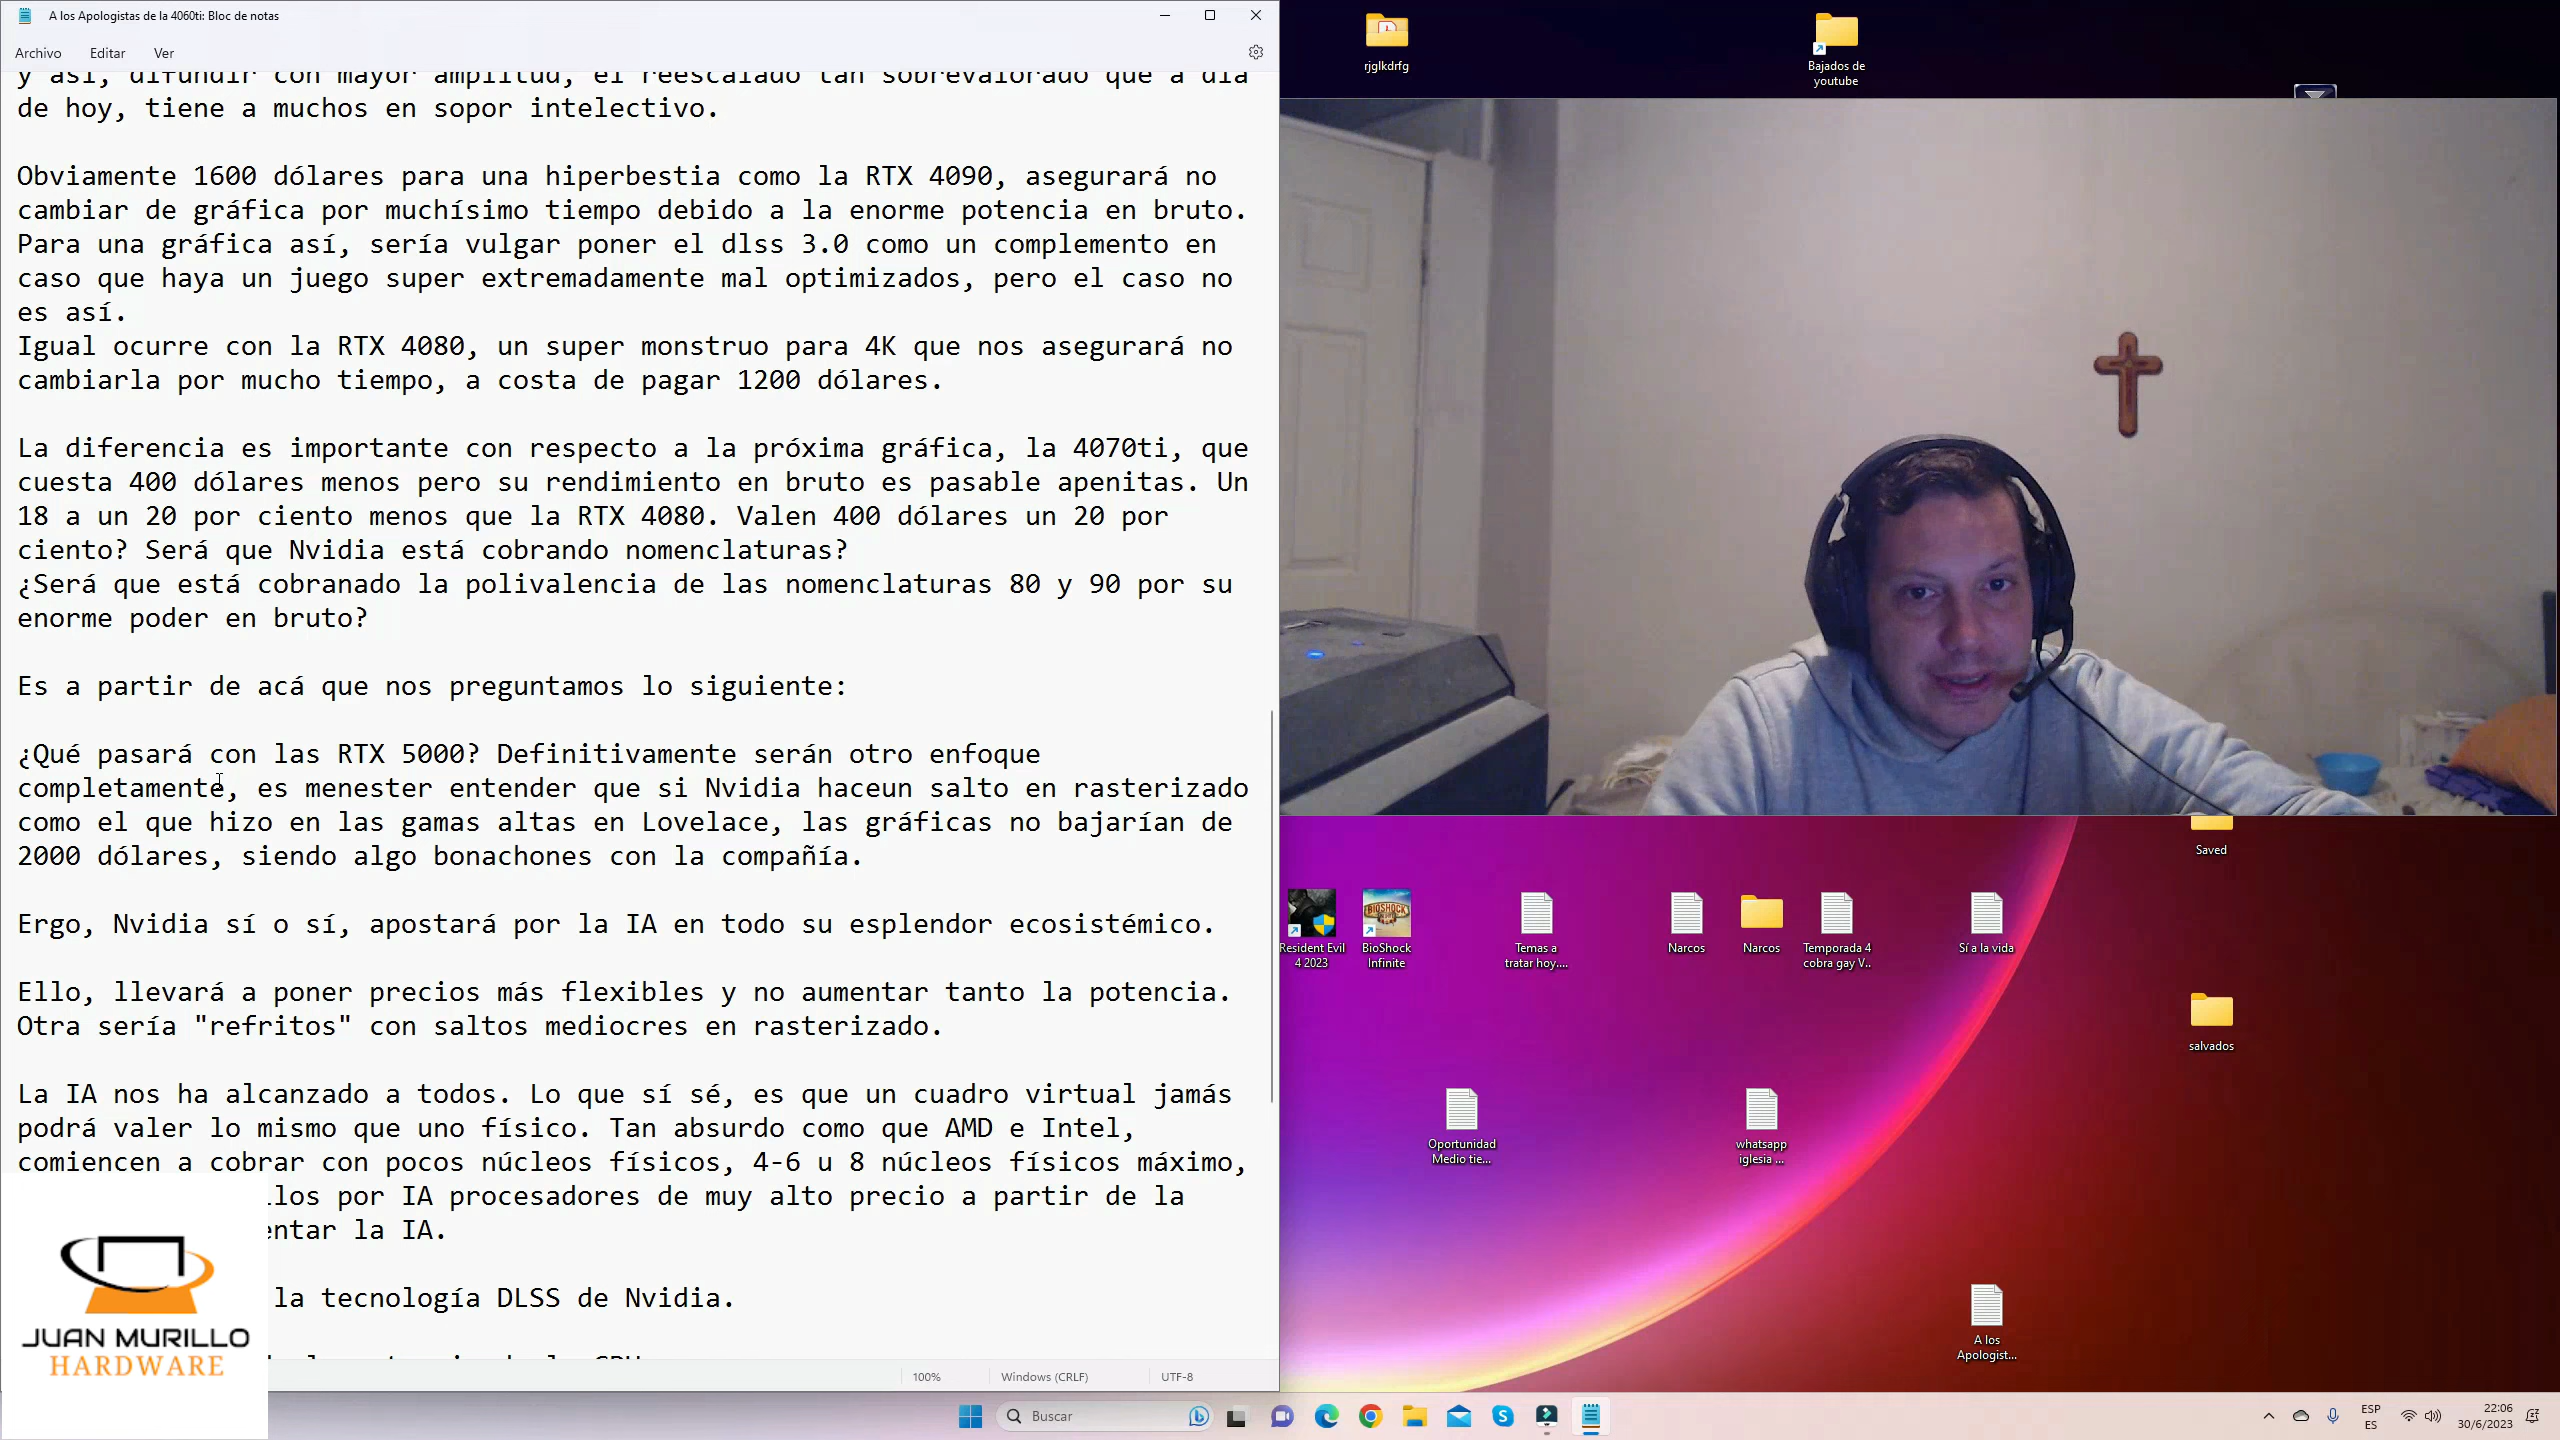 A los Apologistas de la 4060ti: Bloc de notas
Archivo Editar Ver
y así, difundir con mayor amplitud, el reescalado tan sobrevalorado que a día
de hoy, tiene a muchos en sopor intelectivo.
Obviamente 1600 dólares para una hiperbestia como la RTX 4090, asegurará no
cambiar de gráfica por muchísimo tiempo debido a la enorme potencia en bruto.
Para una gráfica así, sería vulgar poner el dlss 3.0 como un complemento en
caso que haya un juego super extremadamente mal optimizados, pero el caso no
es así.
Igual ocurre con la RTX 4080, un super monstruo para 4K que nos asegurará no
cambiarla por mucho tiempo, a costa de pagar 1200 dólares.
La diferencia es importante con respecto a la próxima gráfica, la 4070ti, que
cuesta 400 dólares menos pero su rendimiento en bruto es pasable apenitas. Un
18 a un 20 por ciento menos que la RTX 4080. Valen 400 dólares un 20 por
ciento? Será que Nvidia está cobrando nomenclaturas?
¿Será que está cobranado la polivalencia de las nomenclaturas 80 y 90 por su
enorme poder en bruto?
Es a partir de acá que nos preguntamos lo siguiente:
¿Qué pasará con las RTX 5000? Definitivamente serán otro enfoque
completamente, es menester entender que si Nvidia haceun salto en rasterizado
como el que hizo en las gamas altas en Lovelace, las gráficas no bajarían de
2000 dólares, siendo algo bonachones con la compañía.
Ergo, Nvidia sí o sí, apostará por la IA en todo su esplendor ecosistémico.
Ello, llevará a poner precios más flexibles y no aumentar tanto la potencia.
Otra sería "refritos" con saltos mediocres en rasterizado.
La IA nos ha alcanzado a todos. Lo que sí sé, es que un cuadro virtual jamás
podrá valer lo mismo que uno físico. Tan absurdo como que AMD e Intel,
comiencen a cobrar con pocos núcleos físicos, 4-6 u 8 núcleos físicos máximo,
llos por IA procesadores de muy alto precio a partir de la
entar la IA.
la tecnología DLSS de Nvidia.
JUAN MURILLO
HARDWARE
100%
Windows (CRLF)
UTF-8
rjglkdrfg
Bajados de
youtube
Saved
Resident Evil
4 2023
BioShock
Infinite
Temas a
tratar hoy....
Narcos
Narcos
Temporada 4
cobra gay V..
Sí a la vida
salvados
Oportunidad
Medio tie...
whatsapp
iglesia ...
A los
Apologist...
BIOSHOCK
INFINITE
Buscar
ESP
ES
22:06
30/6/2023